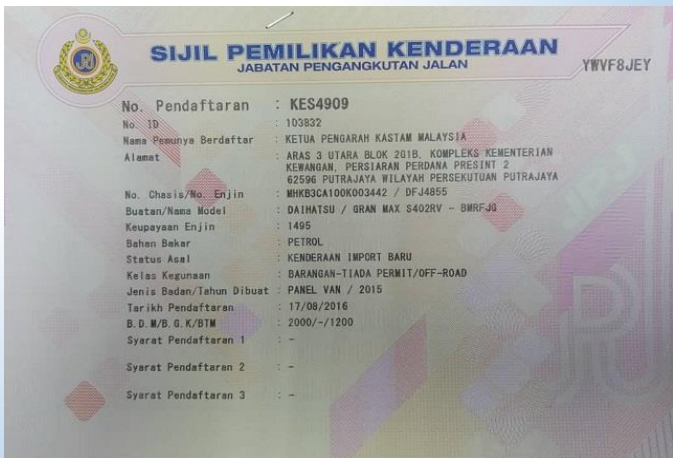 SIJIL PEMILIKAN KENDERAAN
JABATAN PENGANGKUTAN JALAN
YWVF8JEY
No. Pendaftaran : KES4909
No. ID : 103832
Nama Pemunya Berdaftar : KETUA PENGARAH KASTAM MALAYSIA
Alamat : ARAS 3 UTARA BLOK 2G1B, KOMPLEKS KEMENTERIAN
KEWANGAN, PERSIARAN PERDANA PRESINT 2
62596 PUTRAJAYA WILAYAH PERSEKUTUAN PUTRAJAYA
No. Chasis/No. Enjin : MHKB3CA100K003442 / DFJ4855
Buatan/Nama Model : DAIHATSU / GRAN MAX S402RV - BMRFJG
Keupayaan Enjin : 1495
Bahan Bakar : PETROL
Status Asal : KENDERAAN IMPORT BARU
Kelas Kegunaan : BARANGAN-TIADA PERMIT/OFF-ROAD
Jenis Badan/Tahun Dibuat : PANEL VAN / 2015
Tarikh Pendaftaran : 17/08/2016
B.D.M/B.G.K/BTM : 2000/-/1200
Syarat Pendaftaran 1 : -
Syarat Pendaftaran 2 : -
Syarat Pendaftaran 3 : -